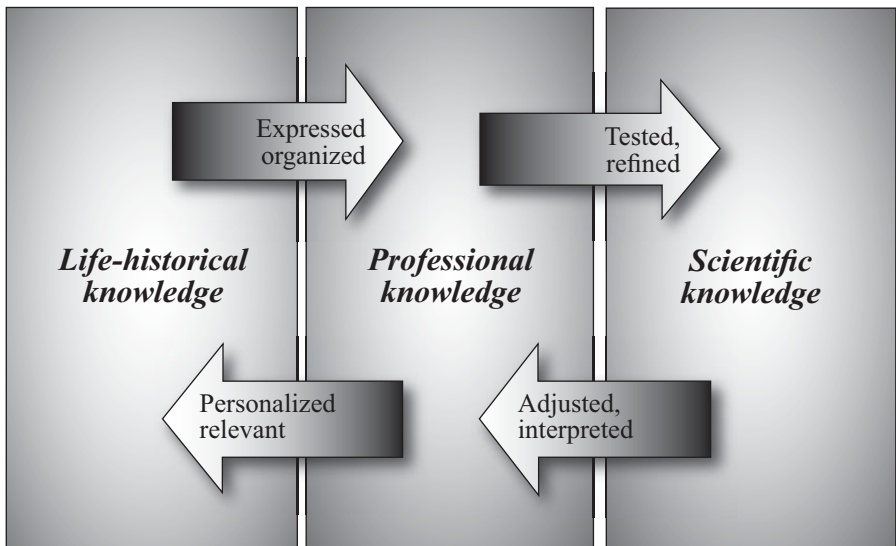 Expressed
organized
Tested,
refined
Life-historical
knowledge
Professional
knowledge
Scientific
knowledge
Personalized
relevant
Adjusted,
interpreted